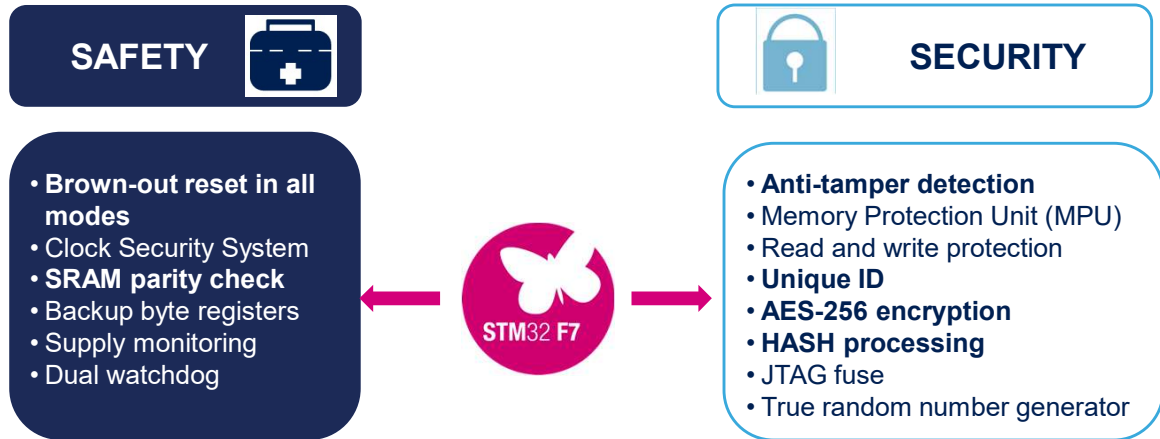 SAFETY
• Brown-out reset in all
modes
• Clock Security System
• SRAM parity check
• Backup byte registers
• Supply monitoring
• Dual watchdog
STM32 F7
SECURITY
• Anti-tamper detection
• Memory Protection Unit (MPU)
• Read and write protection
• Unique ID
• AES-256 encryption
• HASH processing
• JTAG fuse
• True random number generator